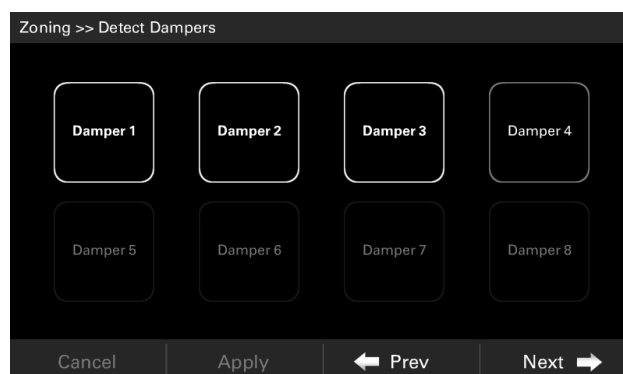 Zoning >> Detect Dampers
Damper 1 Damper 2 Damper 3 Damper 4
Damper 5 Damper 6 Damper 7 Damper 8
Cancel Apply Prev Next